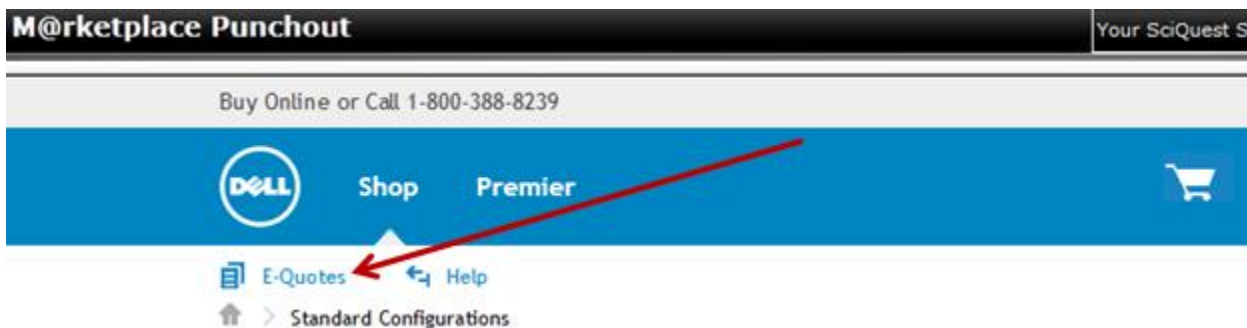 M@rketplace Punchout
Your SciQuest S
Buy Online or Call 1-800-388-8239
DELL Shop Premier
E-Quotes Help
> Standard Configurations